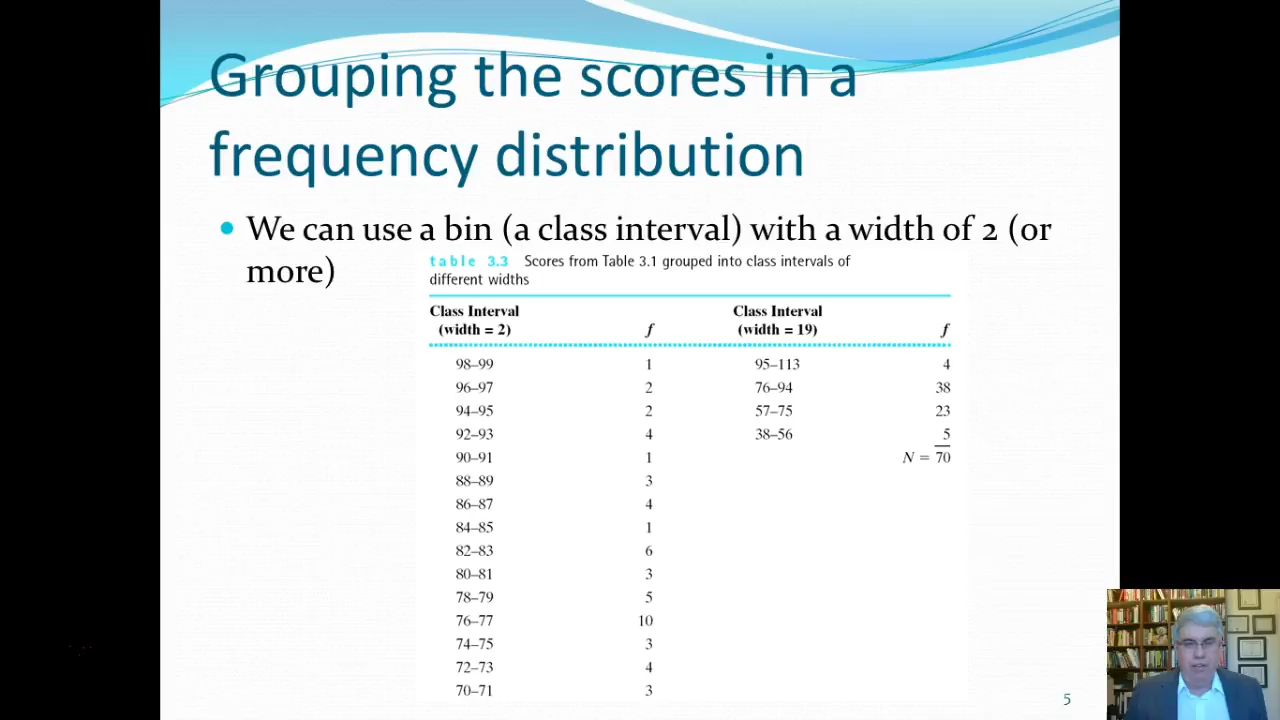 Grouping the scores in a
frequency distribution
• We can use a bin (a class interval) with a width of 2 (or
more)
table 3.3 Scores from Table 3.1 grouped into class intervals of
different widths
Class Interval Class Interval
(width = 2) f (width = 19) f
98–99 1 95–113 4
96–97 2 76–94 38
94–95 2 57–75 23
92–93 4 38–56 5
90–91 1 N = 70
88–89 3
86–87 4
84–85 1
82–83 6
80–81 3
78–79 5
76–77 10
74–75 3
72–73 4
70–71 3
5